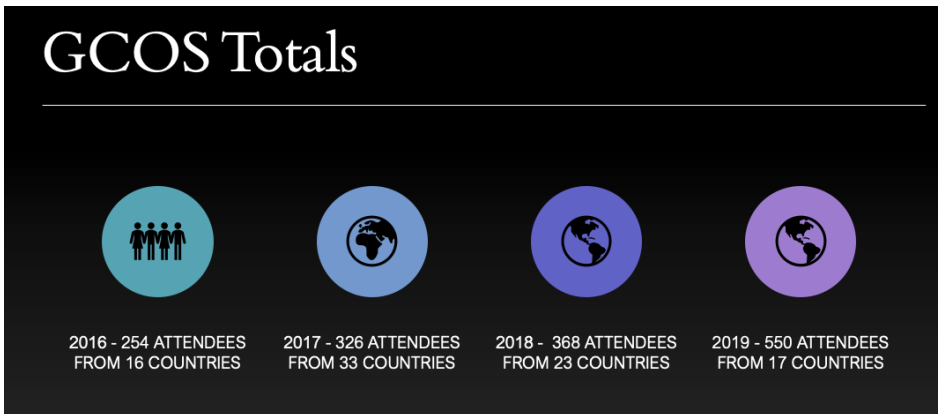 GCOS Totals
2016 - 254 ATTENDEES
FROM 16 COUNTRIES
2017 - 326 ATTENDEES
FROM 33 COUNTRIES
2018 -  368 ATTENDEES
FROM 23 COUNTRIES
2019 - 550 ATTENDEES
FROM 17 COUNTRIES